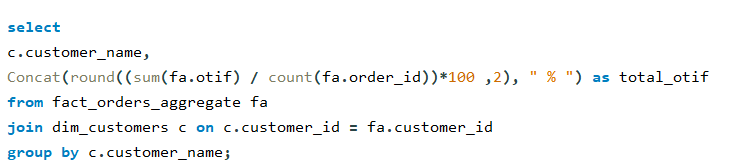 select
c.customer_name,
Concat(round((sum(fa.otif) / count(fa.order_id))*100 ,2), " % ") as total_otif
from fact_orders_aggregate fa
join dim_customers c on c.customer_id = fa.customer_id
group by c.customer_name;